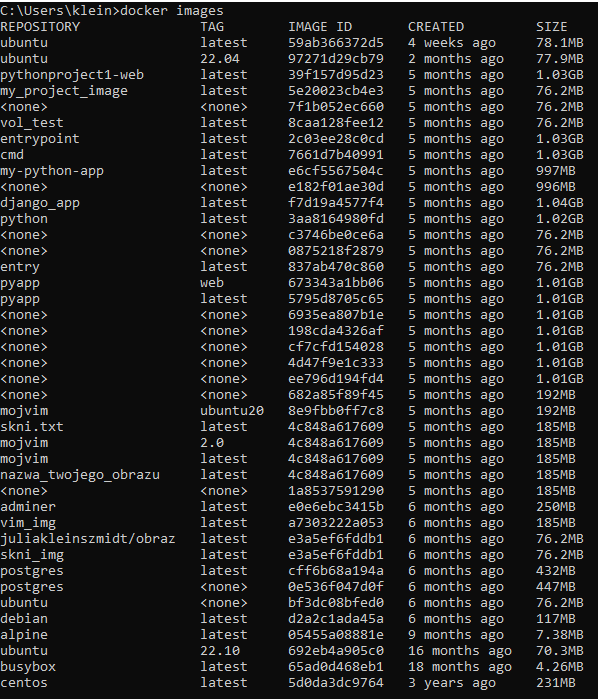 C:\Users\klein>docker images
REPOSITORY TAG IMAGE ID CREATED SIZE
ubuntu latest 59ab366372d5 4 weeks ago 78.1MB
ubuntu 22.04 97271d29cb79 2 months ago 77.9MB
pythonproject1-web latest 39f157d95d23 5 months ago 1.03GB
my_project_image latest 5e20023cb4e3 5 months ago 76.2MB
<none> <none> 7f1b052ec660 5 months ago 76.2MB
vol_test latest 8caa128fee12 5 months ago 76.2MB
entrypoint latest 2c03ee28c0cd 5 months ago 1.03GB
cmd latest 7661d7b40991 5 months ago 1.03GB
my-python-app latest e6cf5567504c 5 months ago 997MB
<none> <none> e182f01ae30d 5 months ago 996MB
django_app latest f7d19a4577f4 5 months ago 1.04GB
python latest 3aa8164980fd 5 months ago 1.02GB
<none> <none> c3746be0ce6a 5 months ago 76.2MB
<none> <none> 0875218f2879 5 months ago 76.2MB
entry latest 837ab470c860 5 months ago 76.2MB
pyapp web 673343a1bb06 5 months ago 1.01GB
pyapp latest 5795d8705c65 5 months ago 1.01GB
<none> <none> 6935ea807b1e 5 months ago 1.01GB
<none> <none> 198cda4326af 5 months ago 1.01GB
<none> <none> cf7cfd154028 5 months ago 1.01GB
<none> <none> 4d47f9e1c333 5 months ago 1.01GB
<none> <none> ee796d194fd4 5 months ago 1.01GB
<none> <none> 682a85f89f45 5 months ago 192MB
mojvim ubuntu20 8e9fbb0ff7c8 5 months ago 192MB
skni.txt latest 4c848a617609 5 months ago 185MB
mojvim 2.0 4c848a617609 5 months ago 185MB
mojvim latest 4c848a617609 5 months ago 185MB
nazwa_twojego_obrazu latest 4c848a617609 5 months ago 185MB
<none> <none> 1a8537591290 5 months ago 185MB
adminer latest e0e6ebc3415b 6 months ago 250MB
vim_img latest a7303222a053 6 months ago 185MB
juliakleinszmidt/obraz latest e3a5ef6fddb1 6 months ago 76.2MB
skni_img latest e3a5ef6fddb1 6 months ago 76.2MB
postgres latest cff6b68a194a 6 months ago 432MB
postgres <none> 0e536f047d0f 6 months ago 447MB
ubuntu <none> bf3dc08bfed0 6 months ago 76.2MB
debian latest d2a2c1ada45a 6 months ago 117MB
alpine latest 05455a08881e 9 months ago 7.38MB
ubuntu 22.10 692eb4a905c0 16 months ago 70.3MB
busybox latest 65ad0d468eb1 18 months ago 4.26MB
centos latest 5d0da3dc9764 3 years ago 231MB